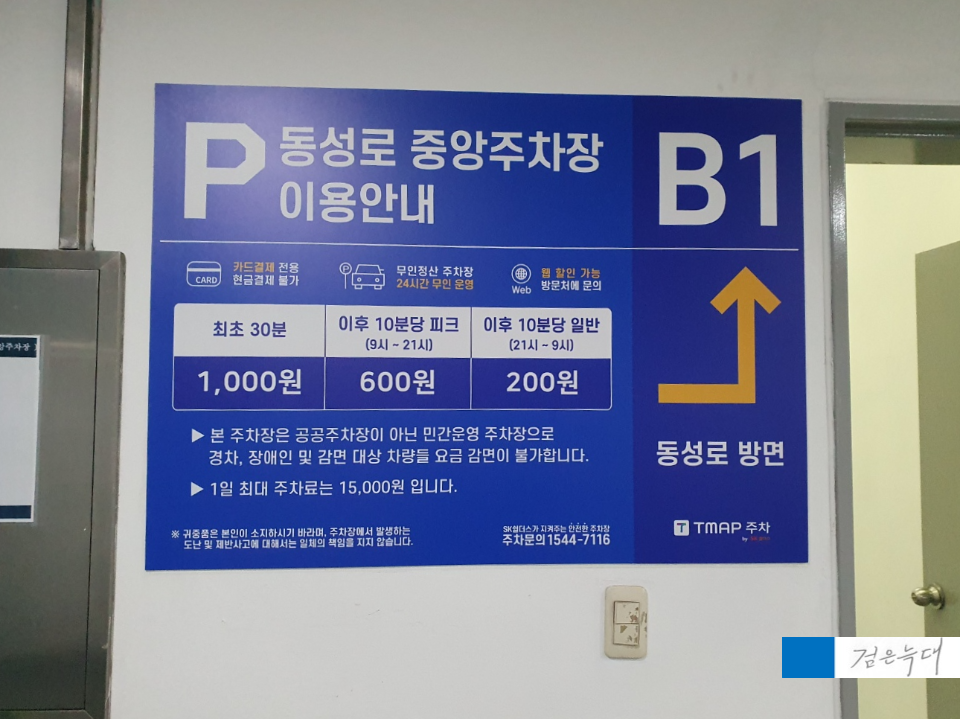 P 동성로 중앙주차장
이용안내
B1
CARD
카드결제 전용
현금결제 불가
P
무인정산 주차장
24시간 무인 운영
Web
웹 할인 가능
방문처에 문의
최초 30분
이후 10분당 피크
(9시 ~ 21시)
이후 10분당 일반
(21시 ~ 9시)
1,000원
600원
200원
▶ 본 주차장은 공공주차장이 아닌 민간운영 주차장으로
경차, 장애인 및 감면 대상 차량들 요금 감면이 불가합니다.
▶ 1일 최대 주차료는 15,000원 입니다.
※ 귀중품은 본인이 소지하시기 바라며, 주차장에서 발생하는
도난 및 제반사고에 대해서는 일체의 책임을 지지 않습니다.
SK쉴더스가 지켜주는 안전한 주차장
주차문의 1544-7116
동성로 방면
T TMAP 주차
by
앙주차장
검은늑대